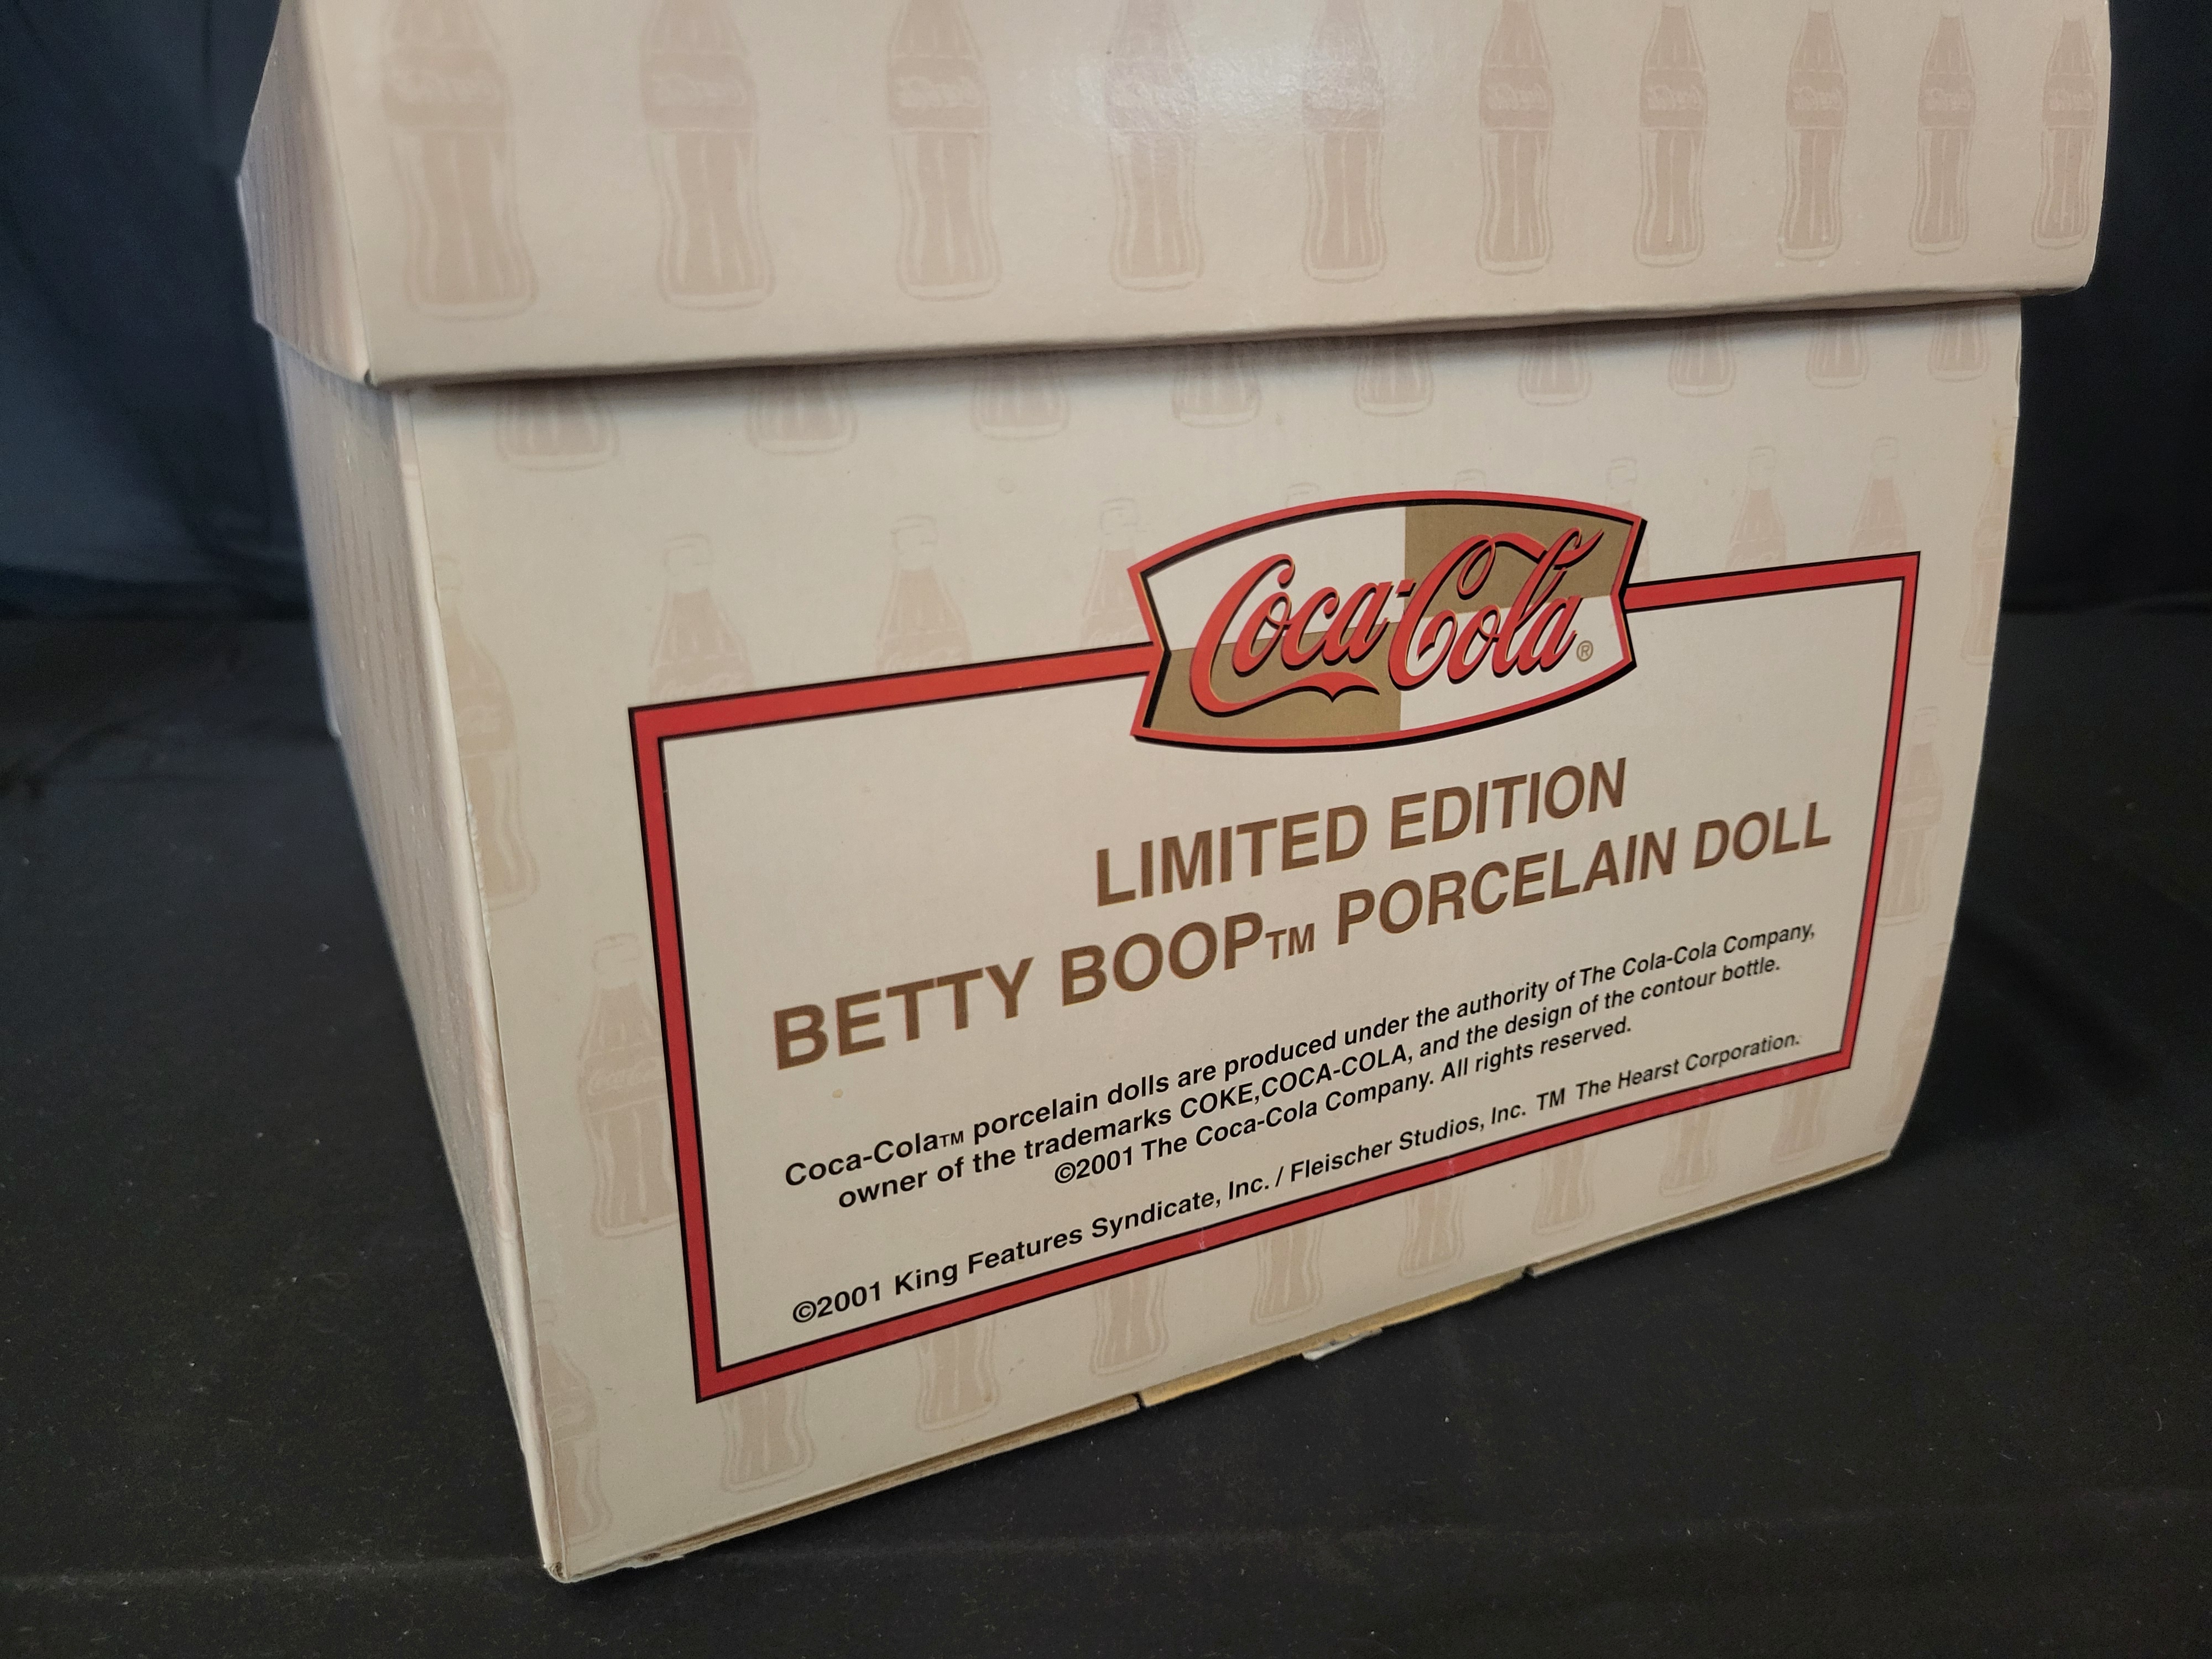 Coca-Cola®
LIMITED EDITION
BETTY BOOP™ PORCELAIN DOLL
Coca-Cola™ porcelain dolls are produced under the authority of The Cola-Cola Company,
owner of the trademarks COKE,COCA-COLA, and the design of the contour bottle.
©2001 The Coca-Cola Company. All rights reserved.
©2001 King Features Syndicate, Inc. / Fleischer Studios, Inc. TM The Hearst Corporation.